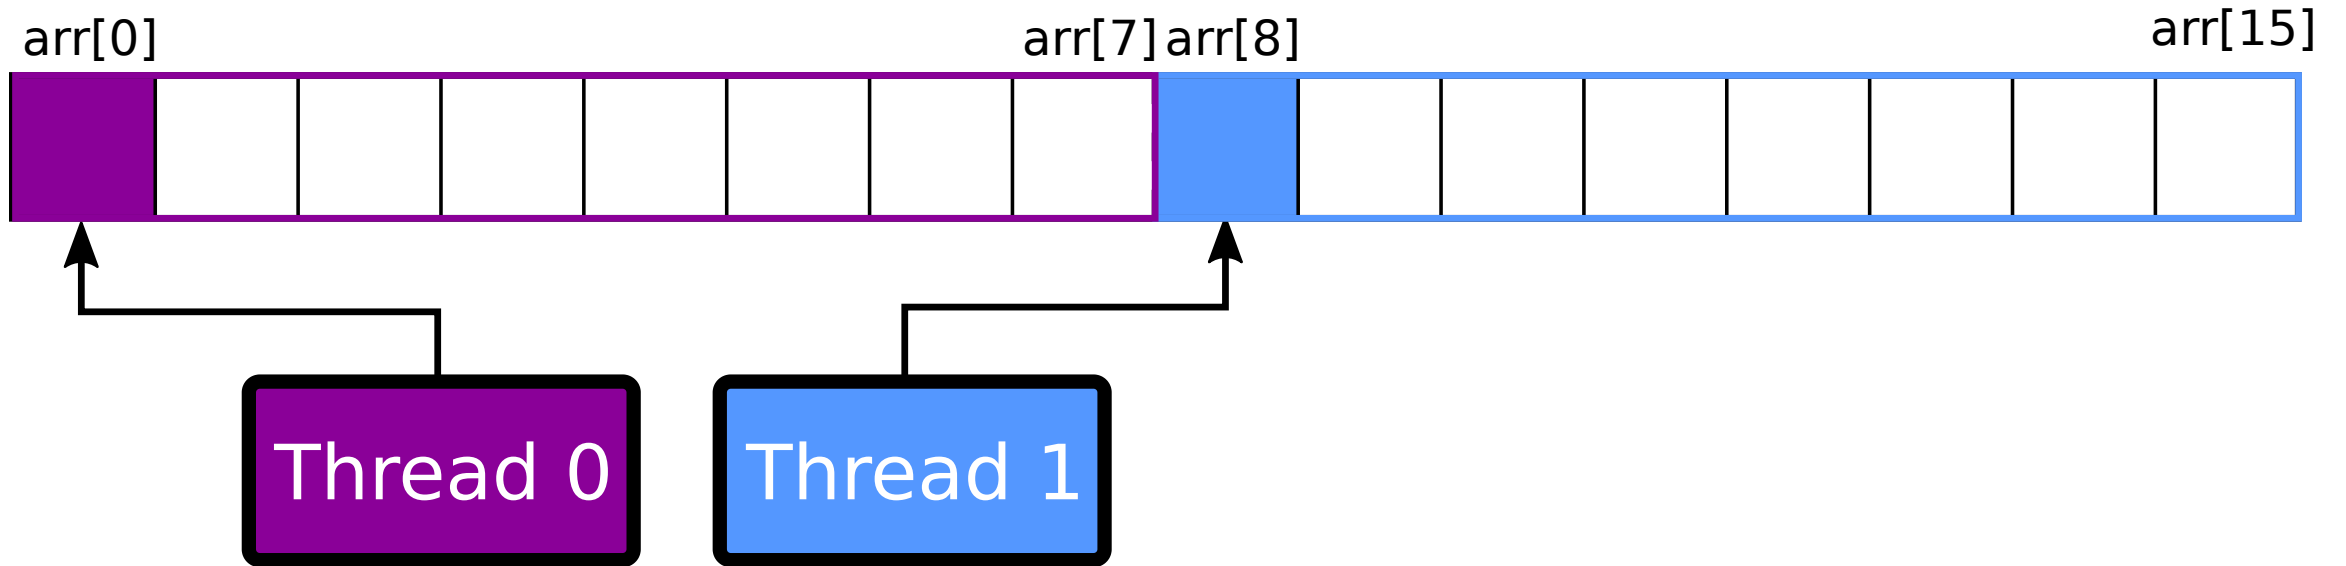 arr[0] arr[7] arr[8] arr[15]
Thread 0 Thread 1